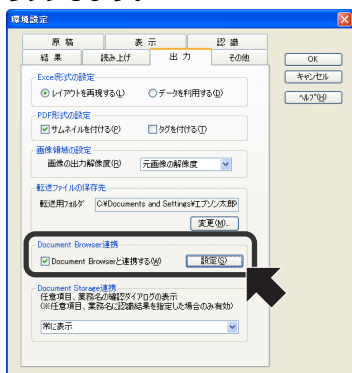 環境設定
原 稿 表 示 認 識
結 果 読み上げ 出 力 その他
OK
キャンセル
ヘルプ(H)
Excel形式の設定
レイアウトを再現する(L) データを利用する(D)
PDF形式の設定
サムネイルを付ける(P) タグを付ける(T)
画像領域の設定
画像の出力解像度(R) 元画像の解像度
転送ファイルの保存先
転送用フォルダ C:¥Documents and Settings¥エプソン太郎
変更(M)...
Document Browser連携
Document Browserと連携する(W) 設定(S)
Document Storage連携
任意項目、業務名の確認ダイアログの表示
(※任意項目、業務名に認識結果を指定した場合のみ有効)
常に表示